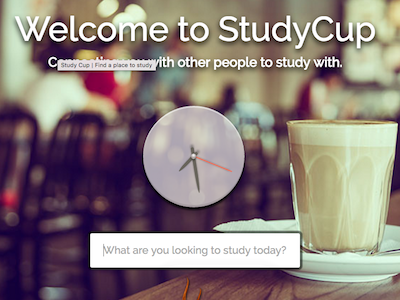 Welcome to StudyCup
with other people to study with.
Study Cup | Find a place to study
What are you looking to study today?